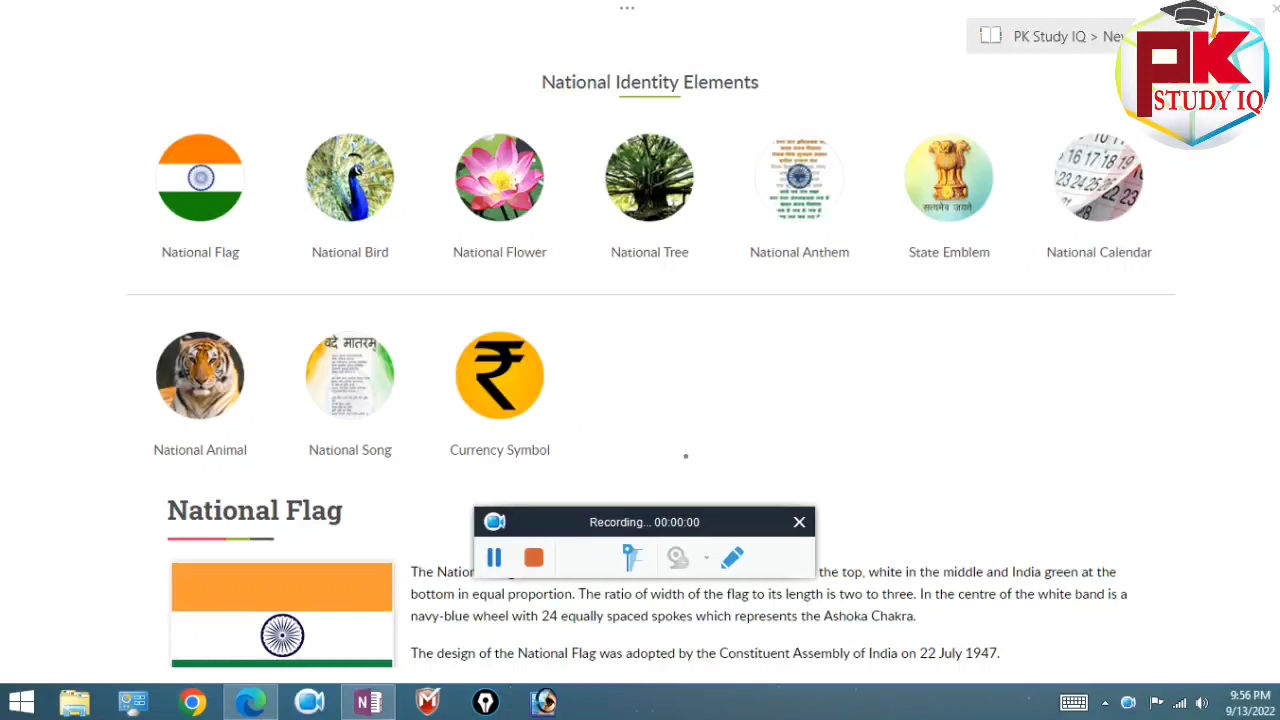 PK Study IQ > Nev
PK
STUDY IQ
National Identity Elements
सत्यमेव जयते
National Flag
National Bird
National Flower
National Tree
National Anthem
State Emblem
National Calendar
वंदे मातरम्
₹
National Animal
National Song
Currency Symbol
National Flag
Recording... 00:00:00
the top, white in the middle and India green at the
bottom in equal proportion. The ratio of width of the flag to its length is two to three. In the centre of the white band is a
navy-blue wheel with 24 equally spaced spokes which represents the Ashoka Chakra.
The design of the National Flag was adopted by the Constituent Assembly of India on 22 July 1947.
9:56 PM
9/13/2022